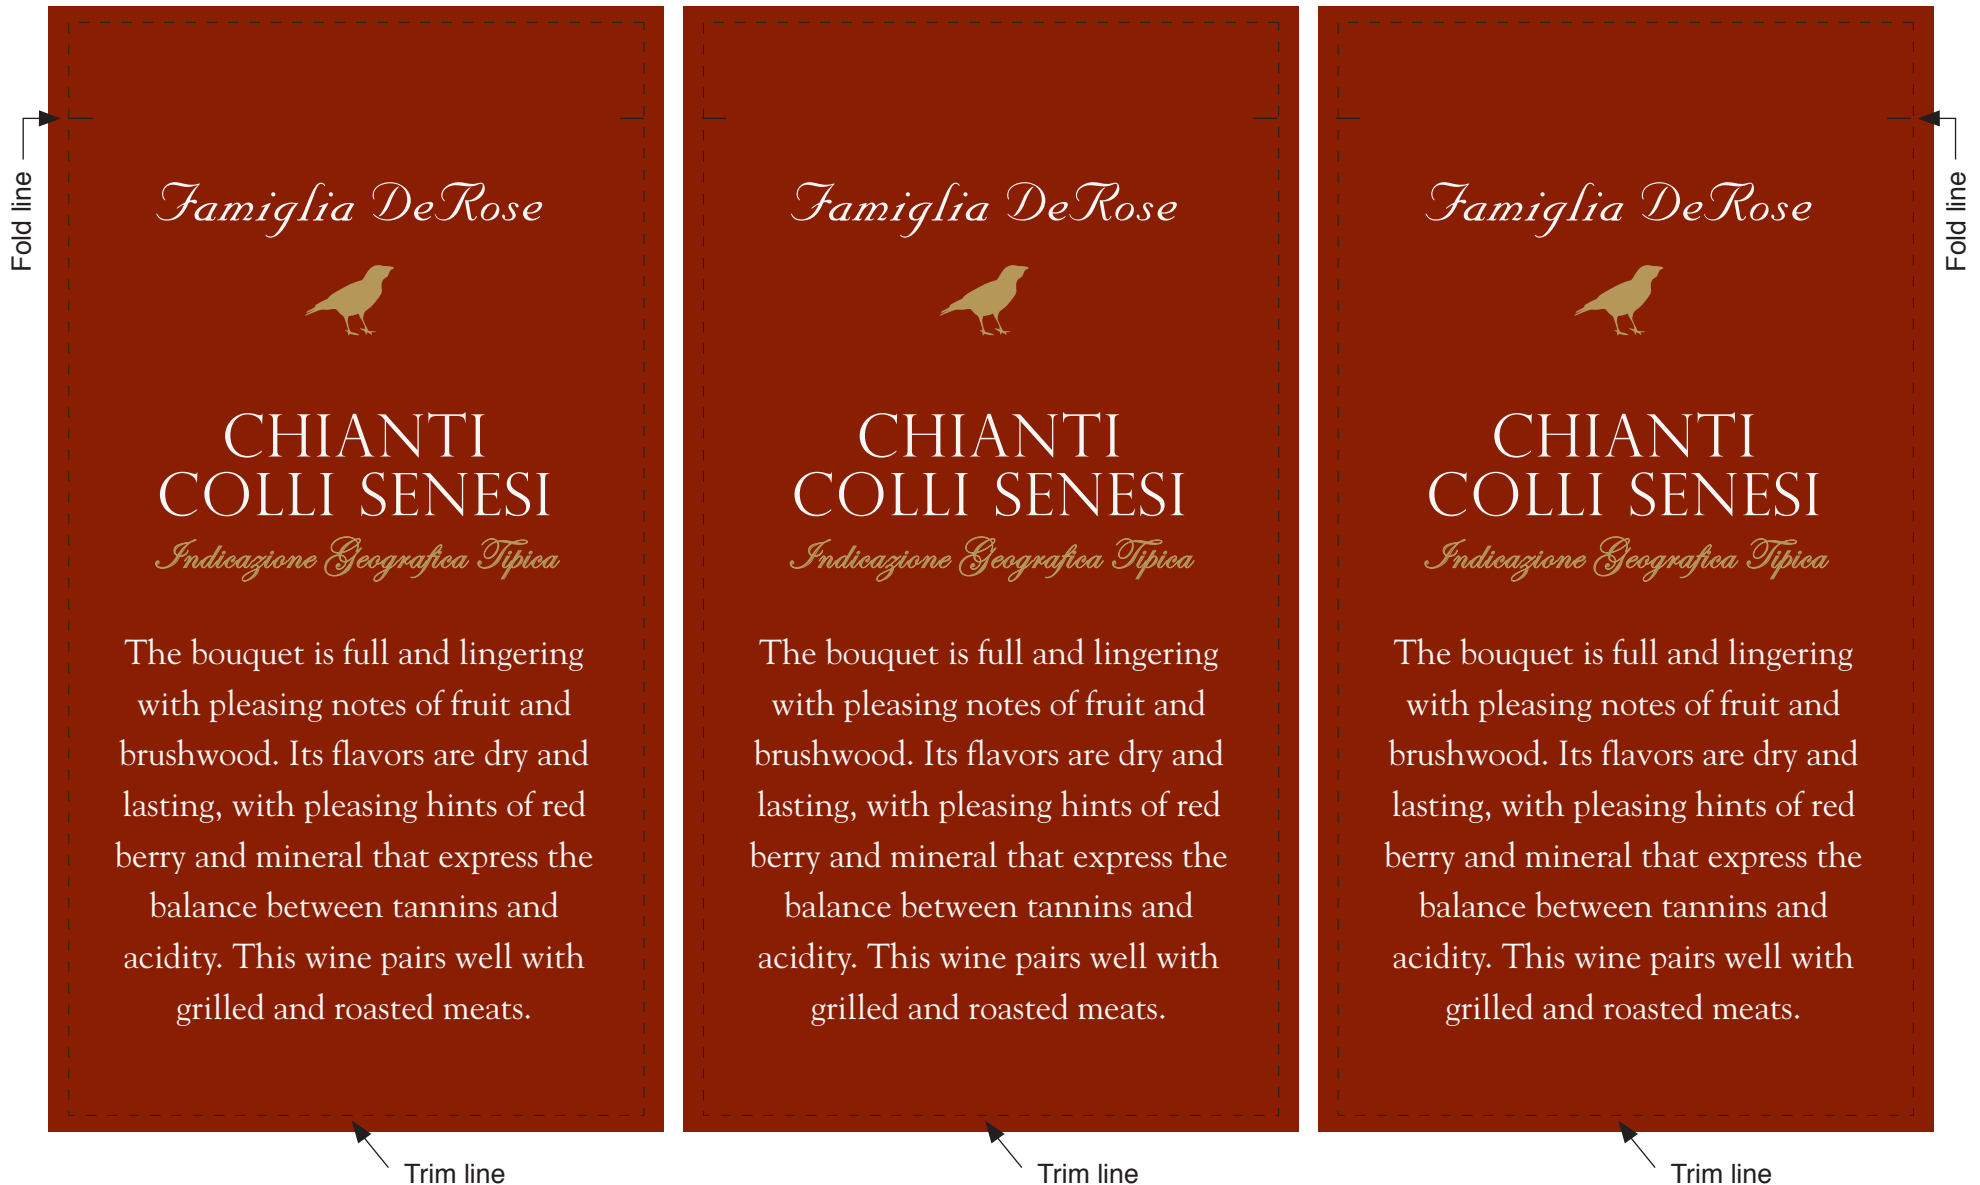 Fold line
Famiglia DeRose
CHIANTI
COLLI SENESI
Indicazione Geografica Tipica
The bouquet is full and lingering
with pleasing notes of fruit and
brushwood. Its flavors are dry and
lasting, with pleasing hints of red
berry and mineral that express the
balance between tannins and
acidity. This wine pairs well with
grilled and roasted meats.
Trim line
Famiglia DeRose
CHIANTI
COLLI SENESI
Indicazione Geografica Tipica
The bouquet is full and lingering
with pleasing notes of fruit and
brushwood. Its flavors are dry and
lasting, with pleasing hints of red
berry and mineral that express the
balance between tannins and
acidity. This wine pairs well with
grilled and roasted meats.
Trim line
Famiglia DeRose
CHIANTI
COLLI SENESI
Indicazione Geografica Tipica
The bouquet is full and lingering
with pleasing notes of fruit and
brushwood. Its flavors are dry and
lasting, with pleasing hints of red
berry and mineral that express the
balance between tannins and
acidity. This wine pairs well with
grilled and roasted meats.
Trim line
Fold line